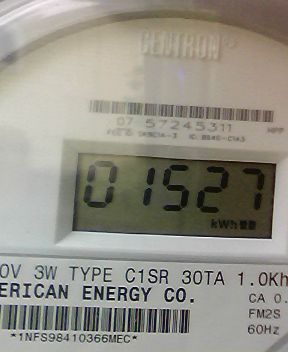 CENTRON®
07 57245311
HPP
01527
kWh
0V 3W TYPE C1SR 30TA 1.0Kh
ERICAN ENERGY CO.
CA 0.
FM2S
60Hz
*1NFS98410366MEC*